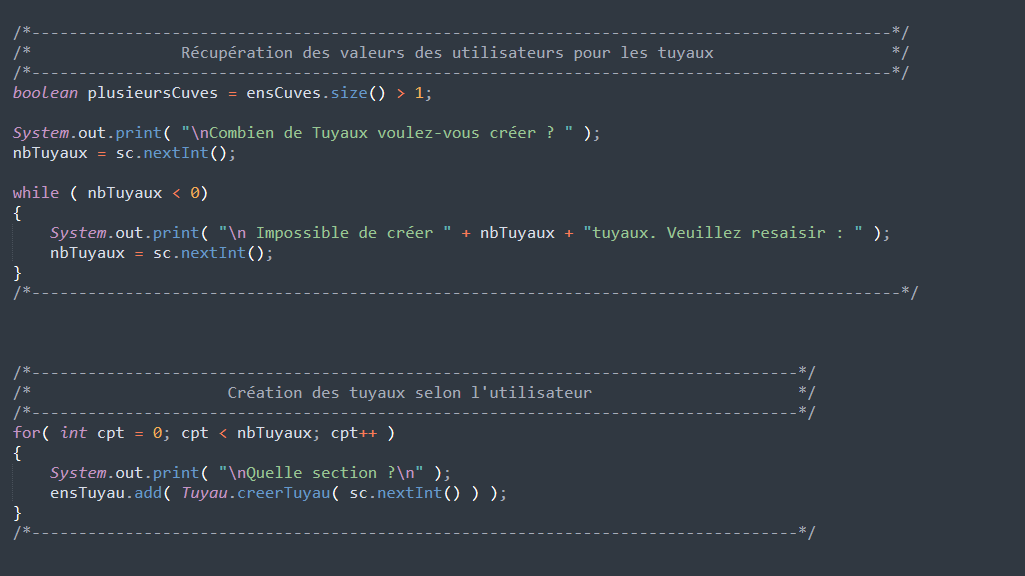 /*--------------------------------------------------------------------------------------------*/
/*                Récupération des valeurs des utilisateurs pour les tuyaux                   */
/*--------------------------------------------------------------------------------------------*/
boolean plusieursCuves = ensCuves.size() > 1;
System.out.print( "\nCombien de Tuyaux voulez-vous créer ? " );
nbTuyaux = sc.nextInt();
while ( nbTuyaux < 0)
{
    System.out.print( "\n Impossible de créer " + nbTuyaux + "tuyaux. Veuillez resaisir : " );
    nbTuyaux = sc.nextInt();
}
/*---------------------------------------------------------------------------------------------*/
/*----------------------------------------------------------------------------------*/
/*                     Création des tuyaux selon l'utilisateur                      */
/*----------------------------------------------------------------------------------*/
for( int cpt = 0; cpt < nbTuyaux; cpt++ )
{
    System.out.print( "\nQuelle section ?\n" );
    ensTuyau.add( Tuyau.creerTuyau( sc.nextInt() ) );
}
/*----------------------------------------------------------------------------------*/